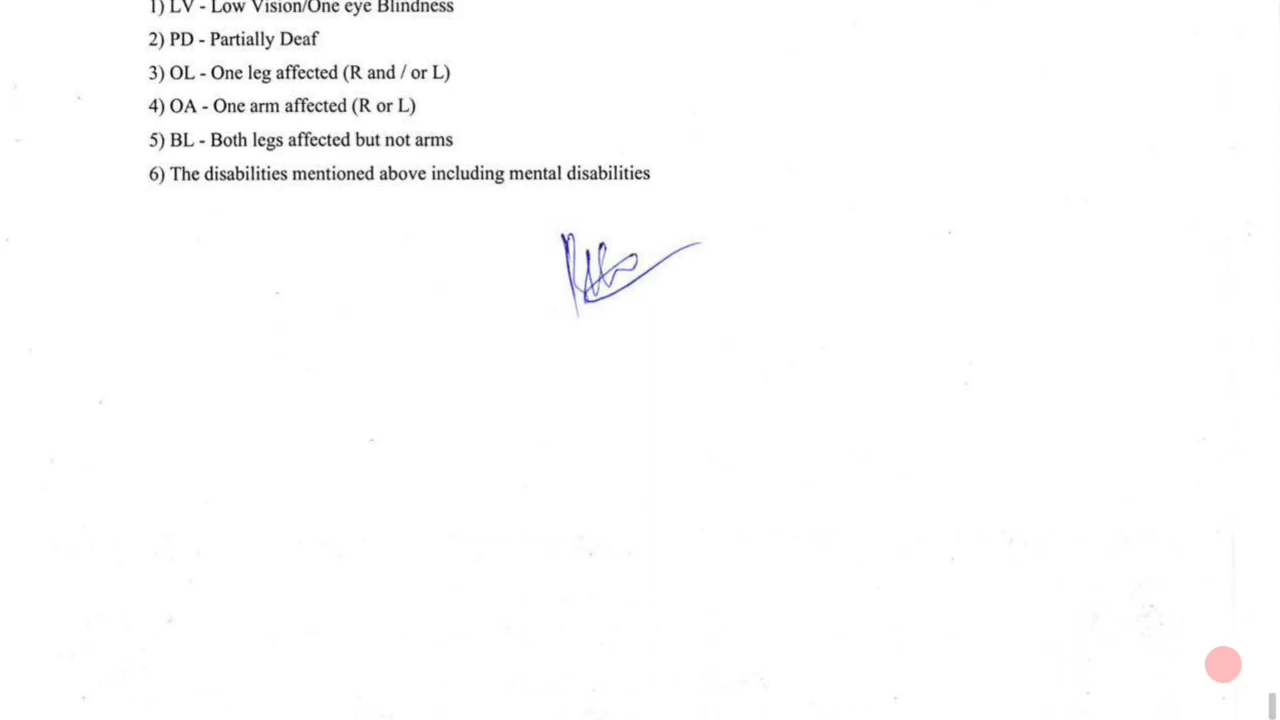 1) LV - Low Vision/One eye Blindness
2) PD - Partially Deaf
3) OL - One leg affected (R and / or L)
4) OA - One arm affected (R or L)
5) BL - Both legs affected but not arms
6) The disabilities mentioned above including mental disabilities